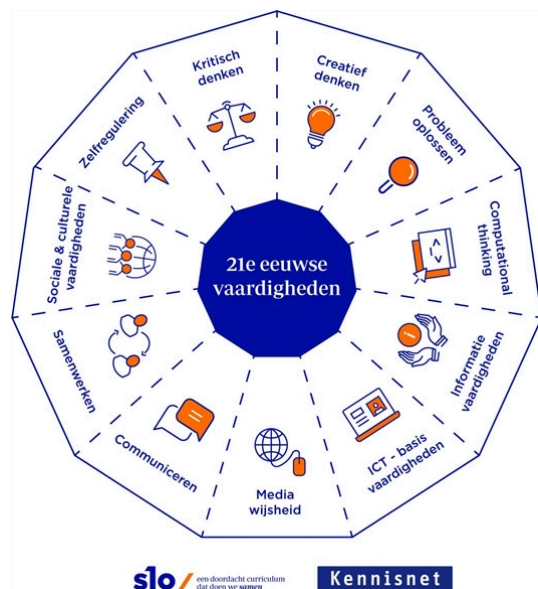 21e eeuwse
vaardigheden
Kritisch
denken
Creatief
denken
Probleem
oplossen
Computational
thinking
Informatie
vaardigheden
ICT - basis
vaardigheden
Media
wijsheid
Communiceren
Samenwerken
Sociale & culturele
vaardigheden
Zelfregulering
slo
een doordacht curriculum
dat doen we samen
Kennisnet